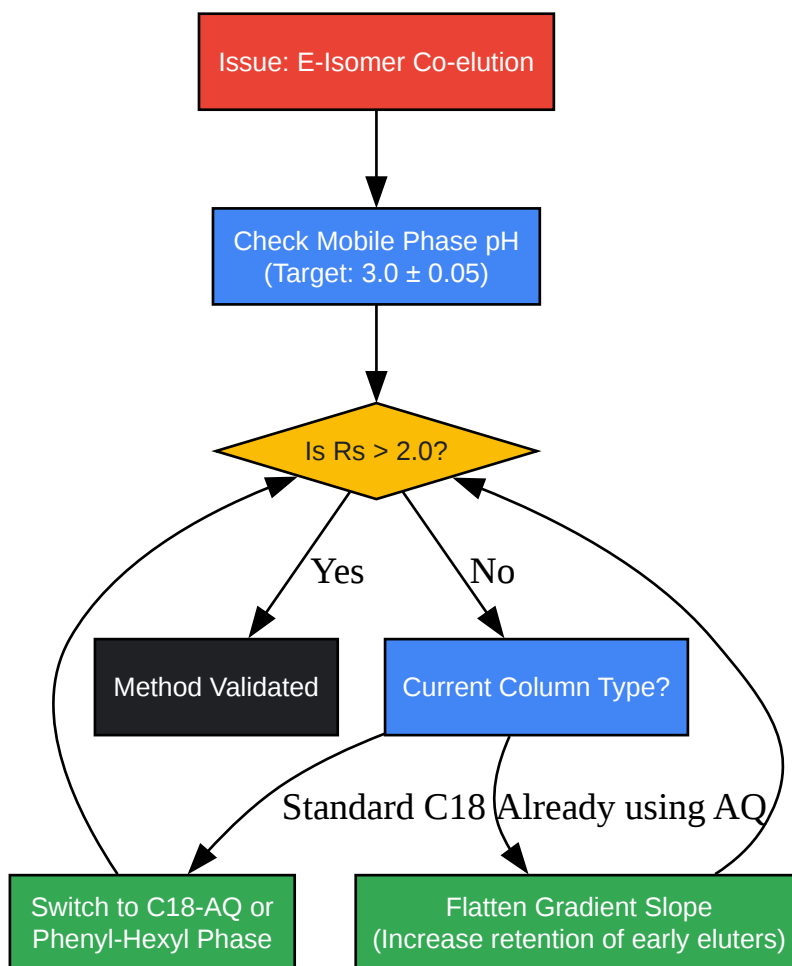 Issue: E-Isomer Co-elution
Check Mobile Phase pH
(Target: 3.0 ± 0.05)
Is Rs > 2.0?
Yes
No
Method Validated
Current Column Type?
Standard C18
Already using AQ
Switch to C18-AQ or
Phenyl-Hexyl Phase
Flatten Gradient Slope
(Increase retention of early eluters)